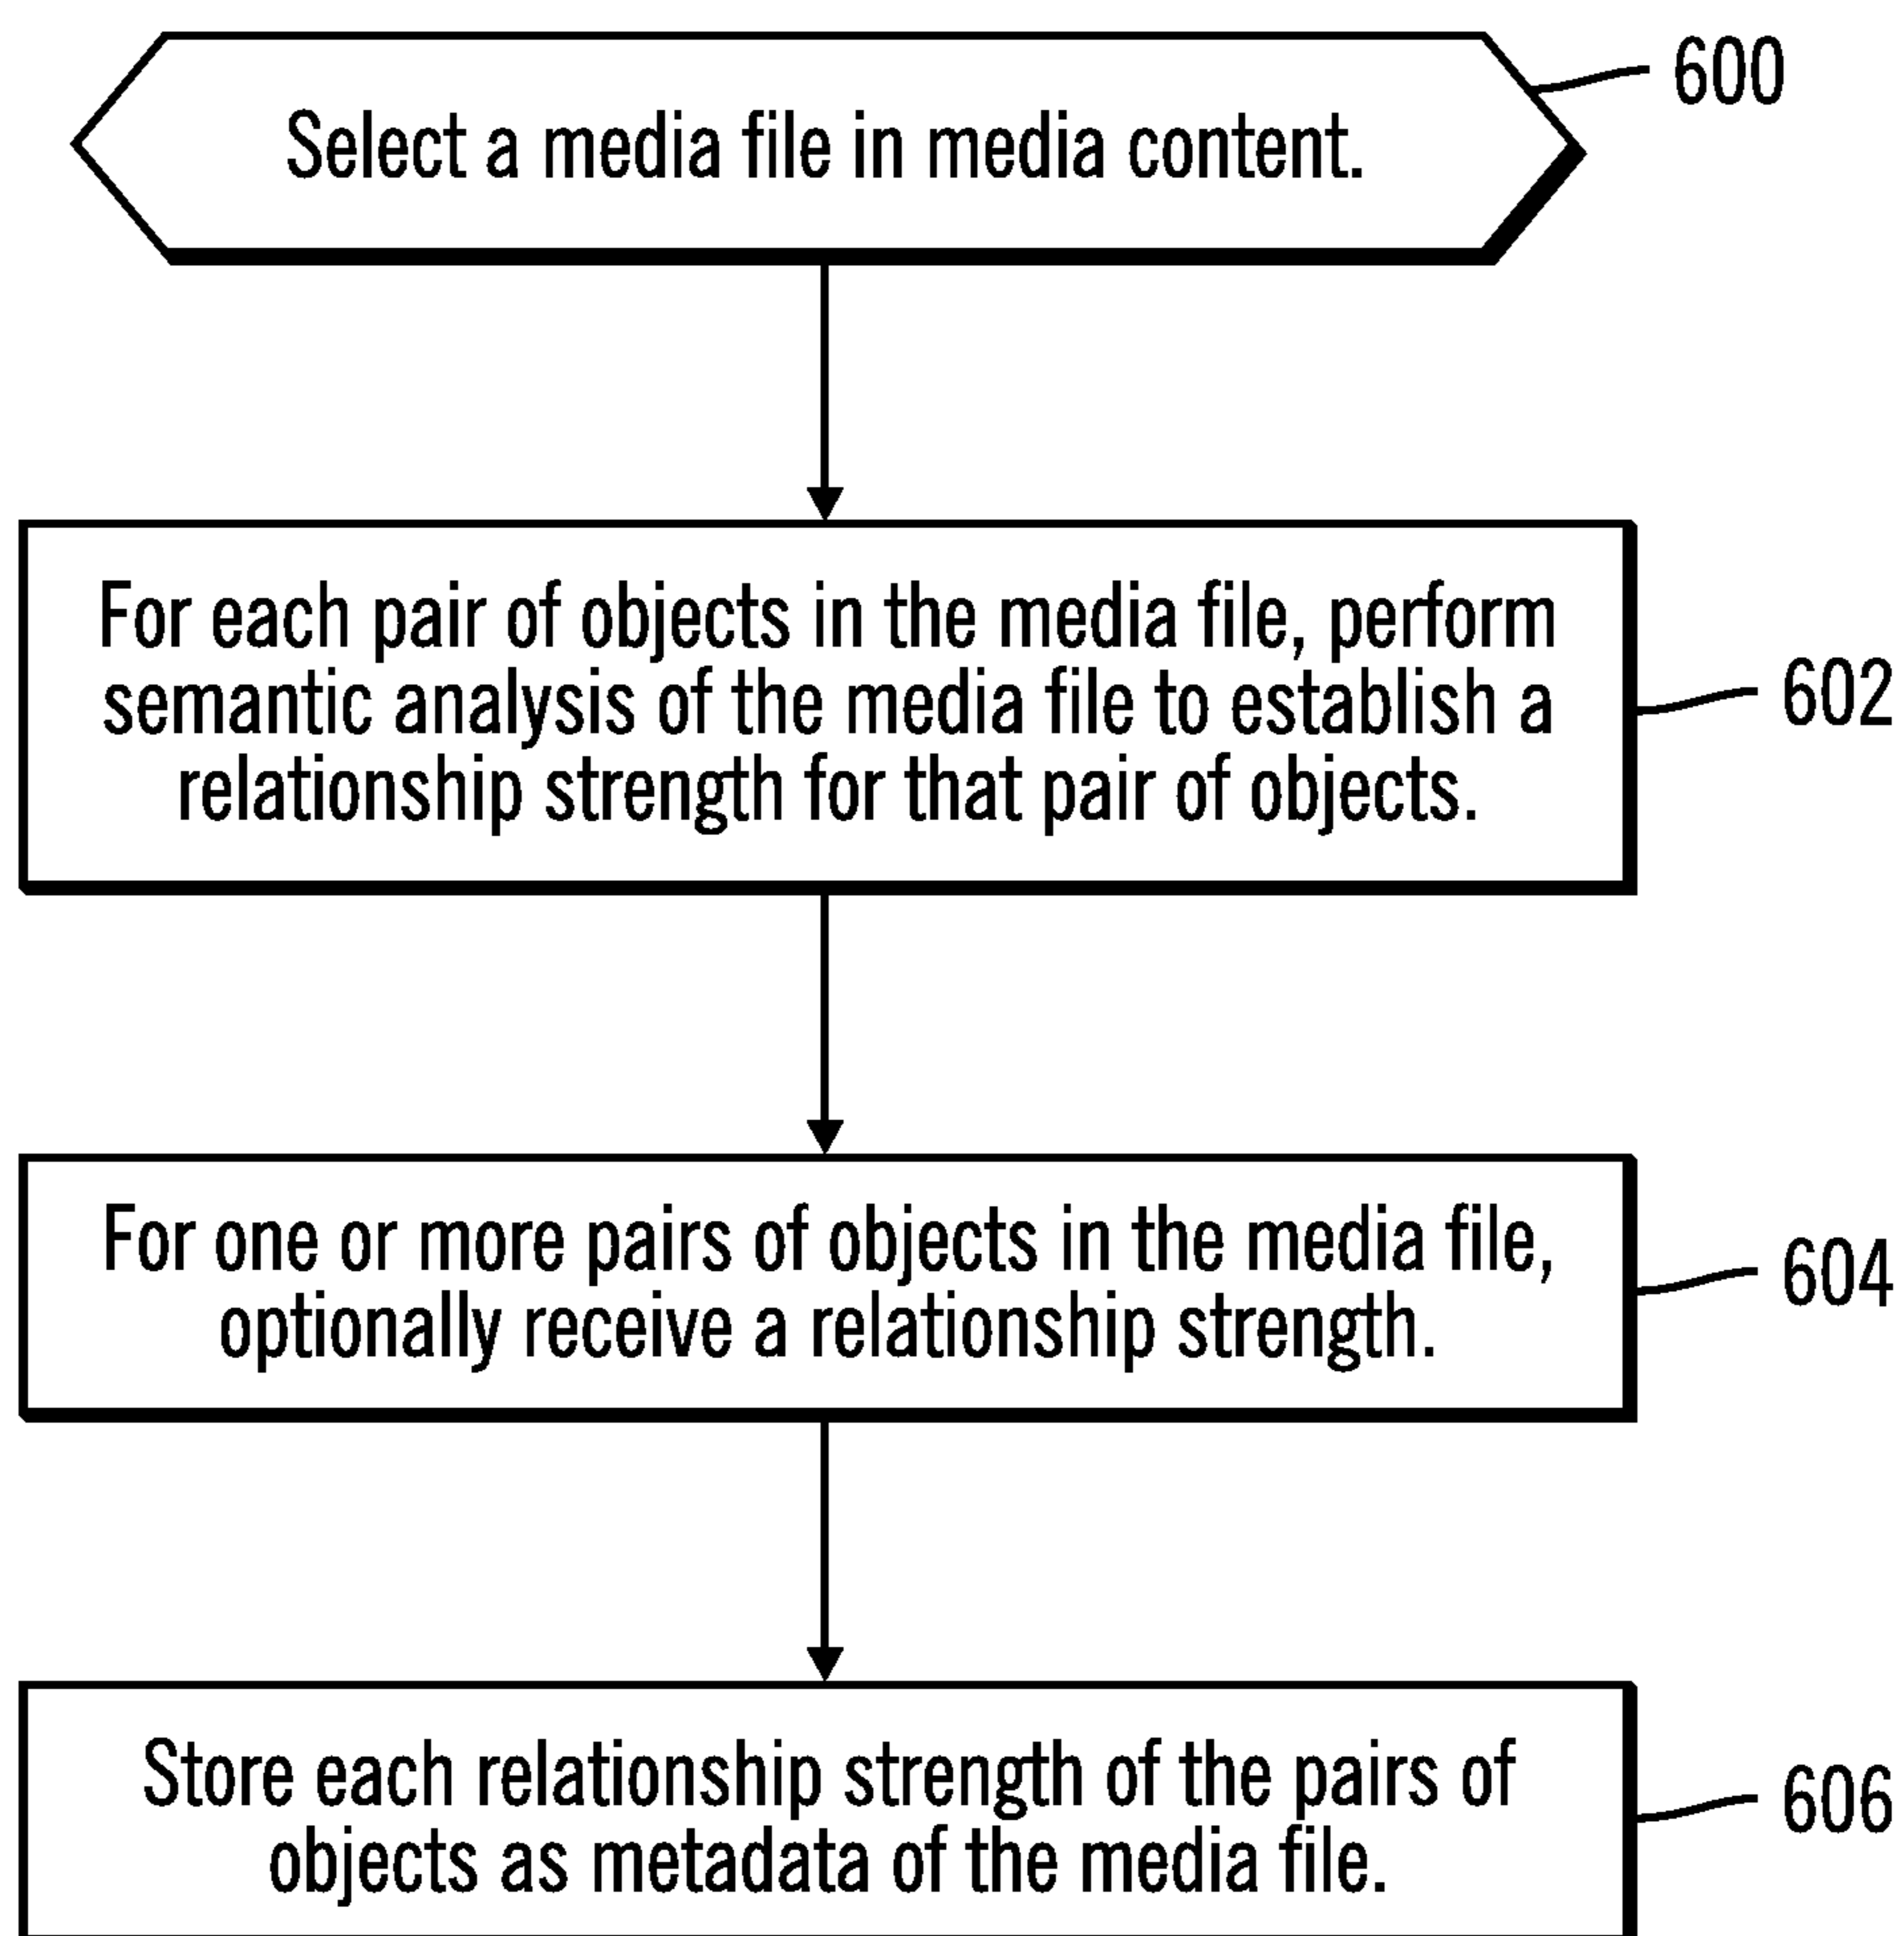 Select a media file in media content.
600
For each pair of objects in the media file, perform
semantic analysis of the media file to establish a
relationship strength for that pair of objects.
602
For one or more pairs of objects in the media file,
optionally receive a relationship strength.
604
Store each relationship strength of the pairs of
objects as metadata of the media file.
606